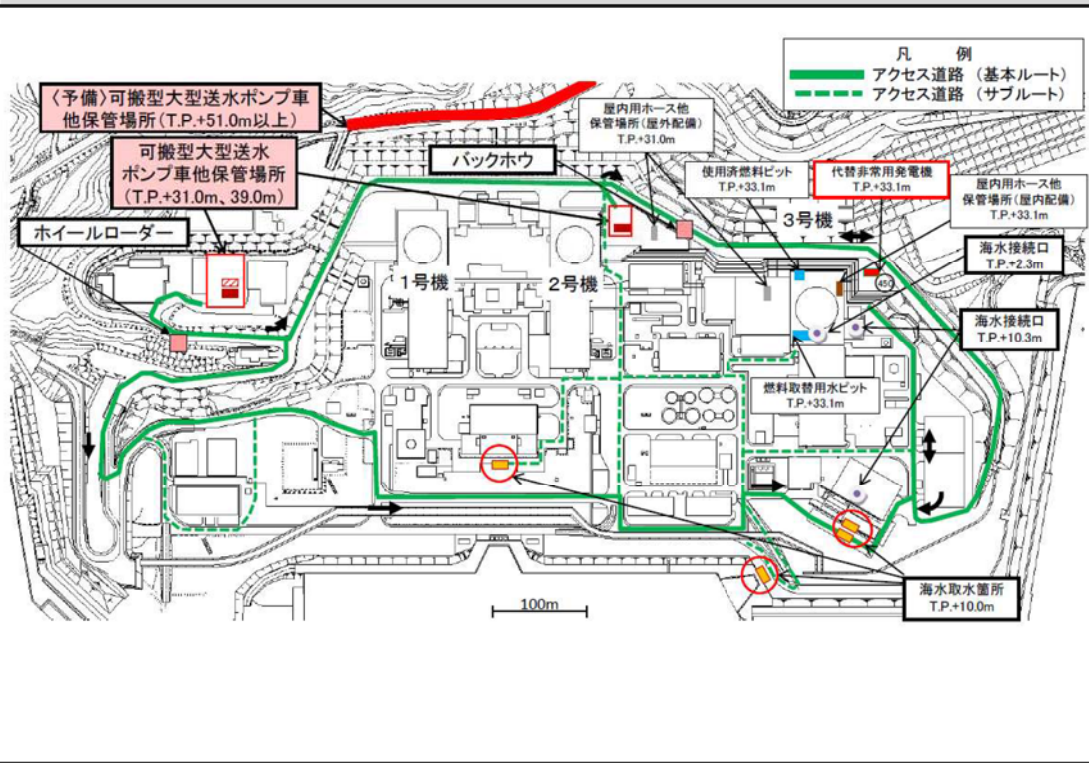 凡 例
アクセス道路 (基本ルート)
アクセス道路 (サブルート)
〈予備〉可搬型大型送水ポンプ車
他保管場所(T.P.+51.0m以上)
可搬型大型送水
ポンプ車他保管場所
(T.P.+31.0m、39.0m)
ホイールローダー
バックホウ
屋内用ホース他
保管場所(屋外配備)
T.P.+31.0m
使用済燃料ピット
T.P.+33.1m
代替非常用発電機
T.P.+33.1m
屋内用ホース他
保管場所(屋内配備)
T.P.+33.1m
海水接続口
T.P.+2.3m
海水接続口
T.P.+10.3m
1号機
2号機
3号機
450
燃料取替用水ピット
T.P.+33.1m
海水取水箇所
T.P.+10.0m
100m